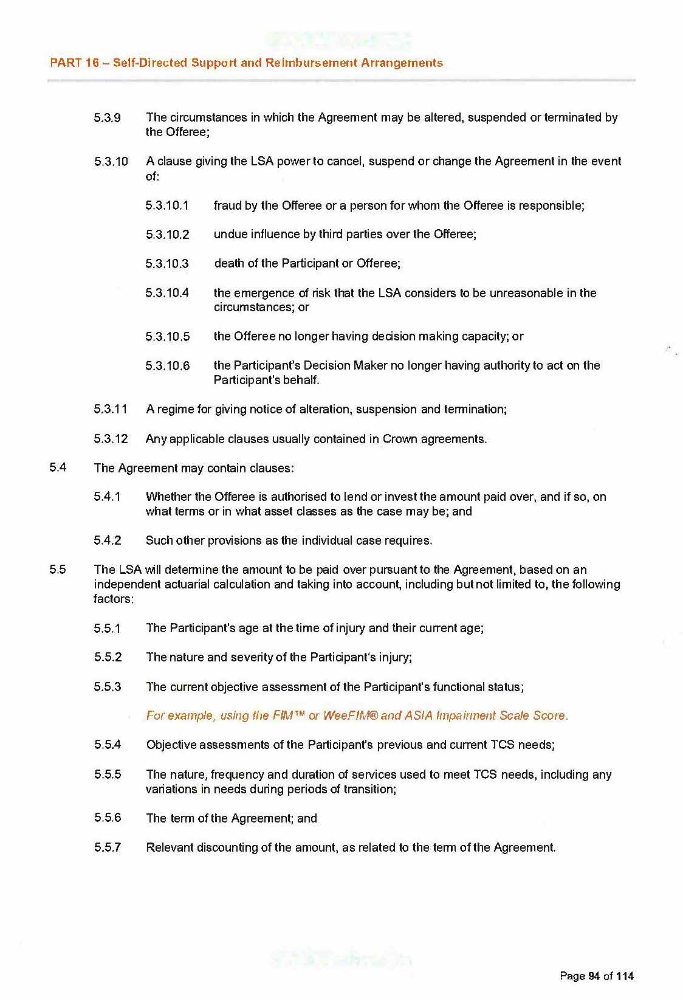 PART 16 – Self-Directed Support and Reimbursement Arrangements
5.3.9 The circumstances in which the Agreement may be altered, suspended or terminated by
the Offeree;
5.3.10 A clause giving the LSA power to cancel, suspend or change the Agreement in the event
of:
5.3.10.1 fraud by the Offeree or a person for whom the Offeree is responsible;
5.3.10.2 undue influence by third parties over the Offeree;
5.3.10.3 death of the Participant or Offeree;
5.3.10.4 the emergence of risk that the LSA considers to be unreasonable in the
circumstances; or
5.3.10.5 the Offeree no longer having decision making capacity; or
5.3.10.6 the Participant's Decision Maker no longer having authority to act on the
Participant's behalf.
5.3.11 A regime for giving notice of alteration, suspension and termination;
5.3.12 Any applicable clauses usually contained in Crown agreements.
5.4 The Agreement may contain clauses:
5.4.1 Whether the Offeree is authorised to lend or invest the amount paid over, and if so, on
what terms or in what asset classes as the case may be; and
5.4.2 Such other provisions as the individual case requires.
5.5 The LSA will determine the amount to be paid over pursuant to the Agreement, based on an
independent actuarial calculation and taking into account, including but not limited to, the following
factors:
5.5.1 The Participant's age at the time of injury and their current age;
5.5.2 The nature and severity of the Participant's injury;
5.5.3 The current objective assessment of the Participant's functional status;
For example, using the FIM™ or WeeFIM® and ASIA Impairment Scale Score.
5.5.4 Objective assessments of the Participant's previous and current TCS needs;
5.5.5 The nature, frequency and duration of services used to meet TCS needs, including any
variations in needs during periods of transition;
5.5.6 The term of the Agreement; and
5.5.7 Relevant discounting of the amount, as related to the term of the Agreement.
Page 94 of 114